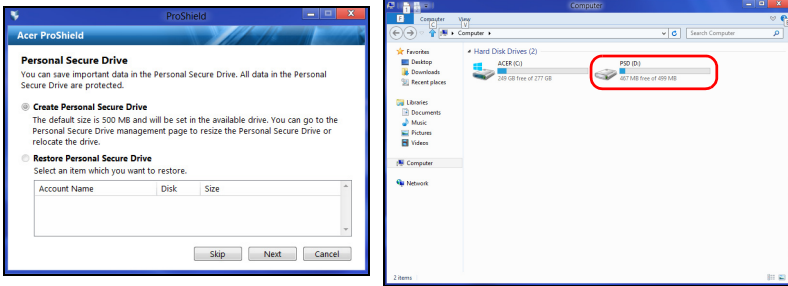 ProShield
Acer ProShield
Personal Secure Drive
You can save important data in the Personal Secure Drive. All data in the Personal
Secure Drive are protected.
Create Personal Secure Drive
The default size is 500 MB and will be set in the available drive. You can go to the
Personal Secure Drive management page to resize the Personal Secure Drive or
relocate the drive.
Restore Personal Secure Drive
Select an item which you want to restore.
Account Name Disk Size
Skip Next Cancel
Computer
F Computer View
C V
Computer
Search Computer
Favorites
Desktop
Downloads
Recent places
Libraries
Documents
Music
Pictures
Videos
Computer
Network
Hard Disk Drives (2)
ACER (C:)
249 GB free of 277 GB
PSD (D:)
467 MB free of 499 MB
2 items